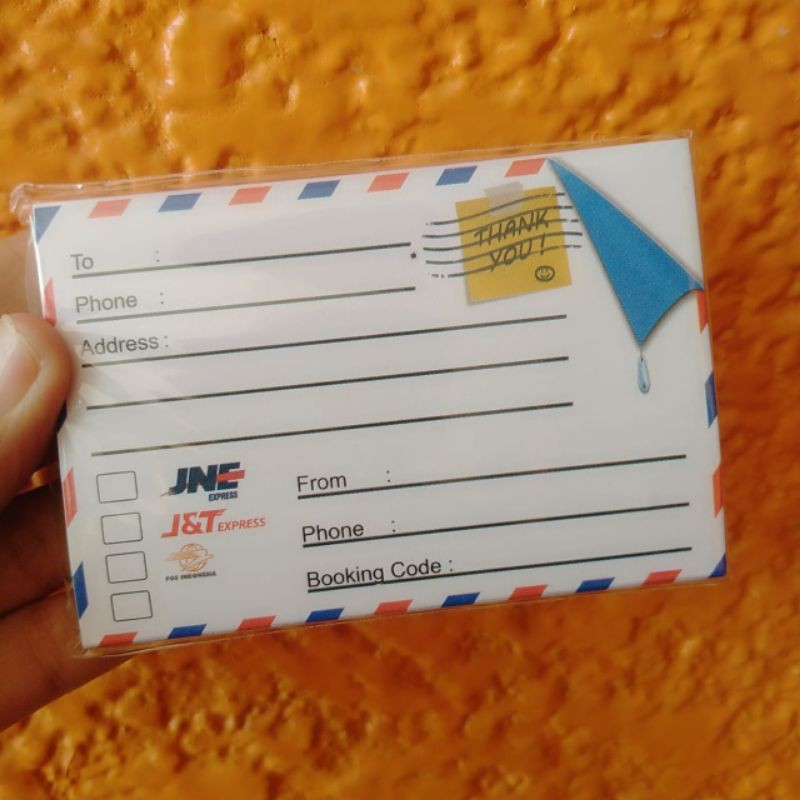 To :
THANK
YOU!
Phone :
Address :
JNE
EXPRESS
From :
J&T EXPRESS
Phone :
POS INDONESIA
Booking Code :